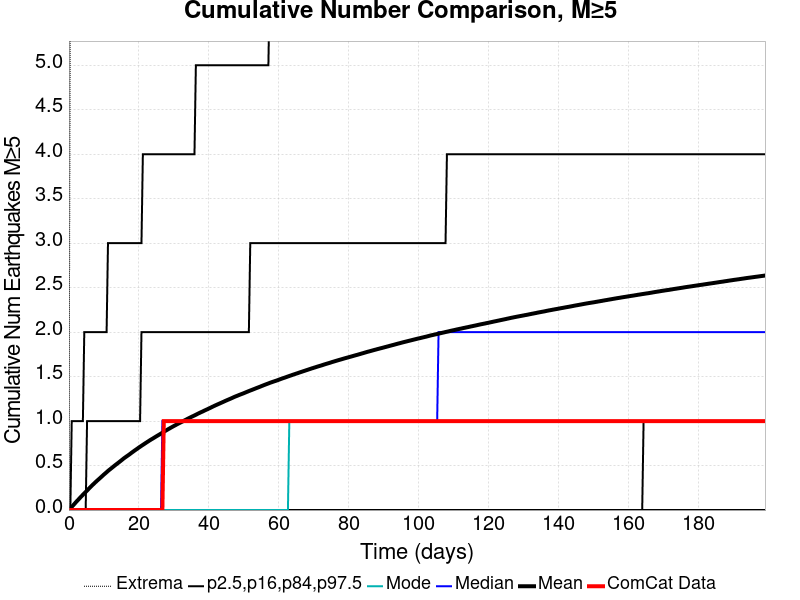 Cumulative Number Comparison, M≥5
Cumulative Num Earthquakes M≥5
5.0
4.5
4.0
3.5
3.0
2.5
2.0
1.5
1.0
0.5
0.0
0 20 40 60 80 100 120 140 160 180
Time (days)
Extrema p2.5,p16,p84,p97.5 Mode Median Mean ComCat Data